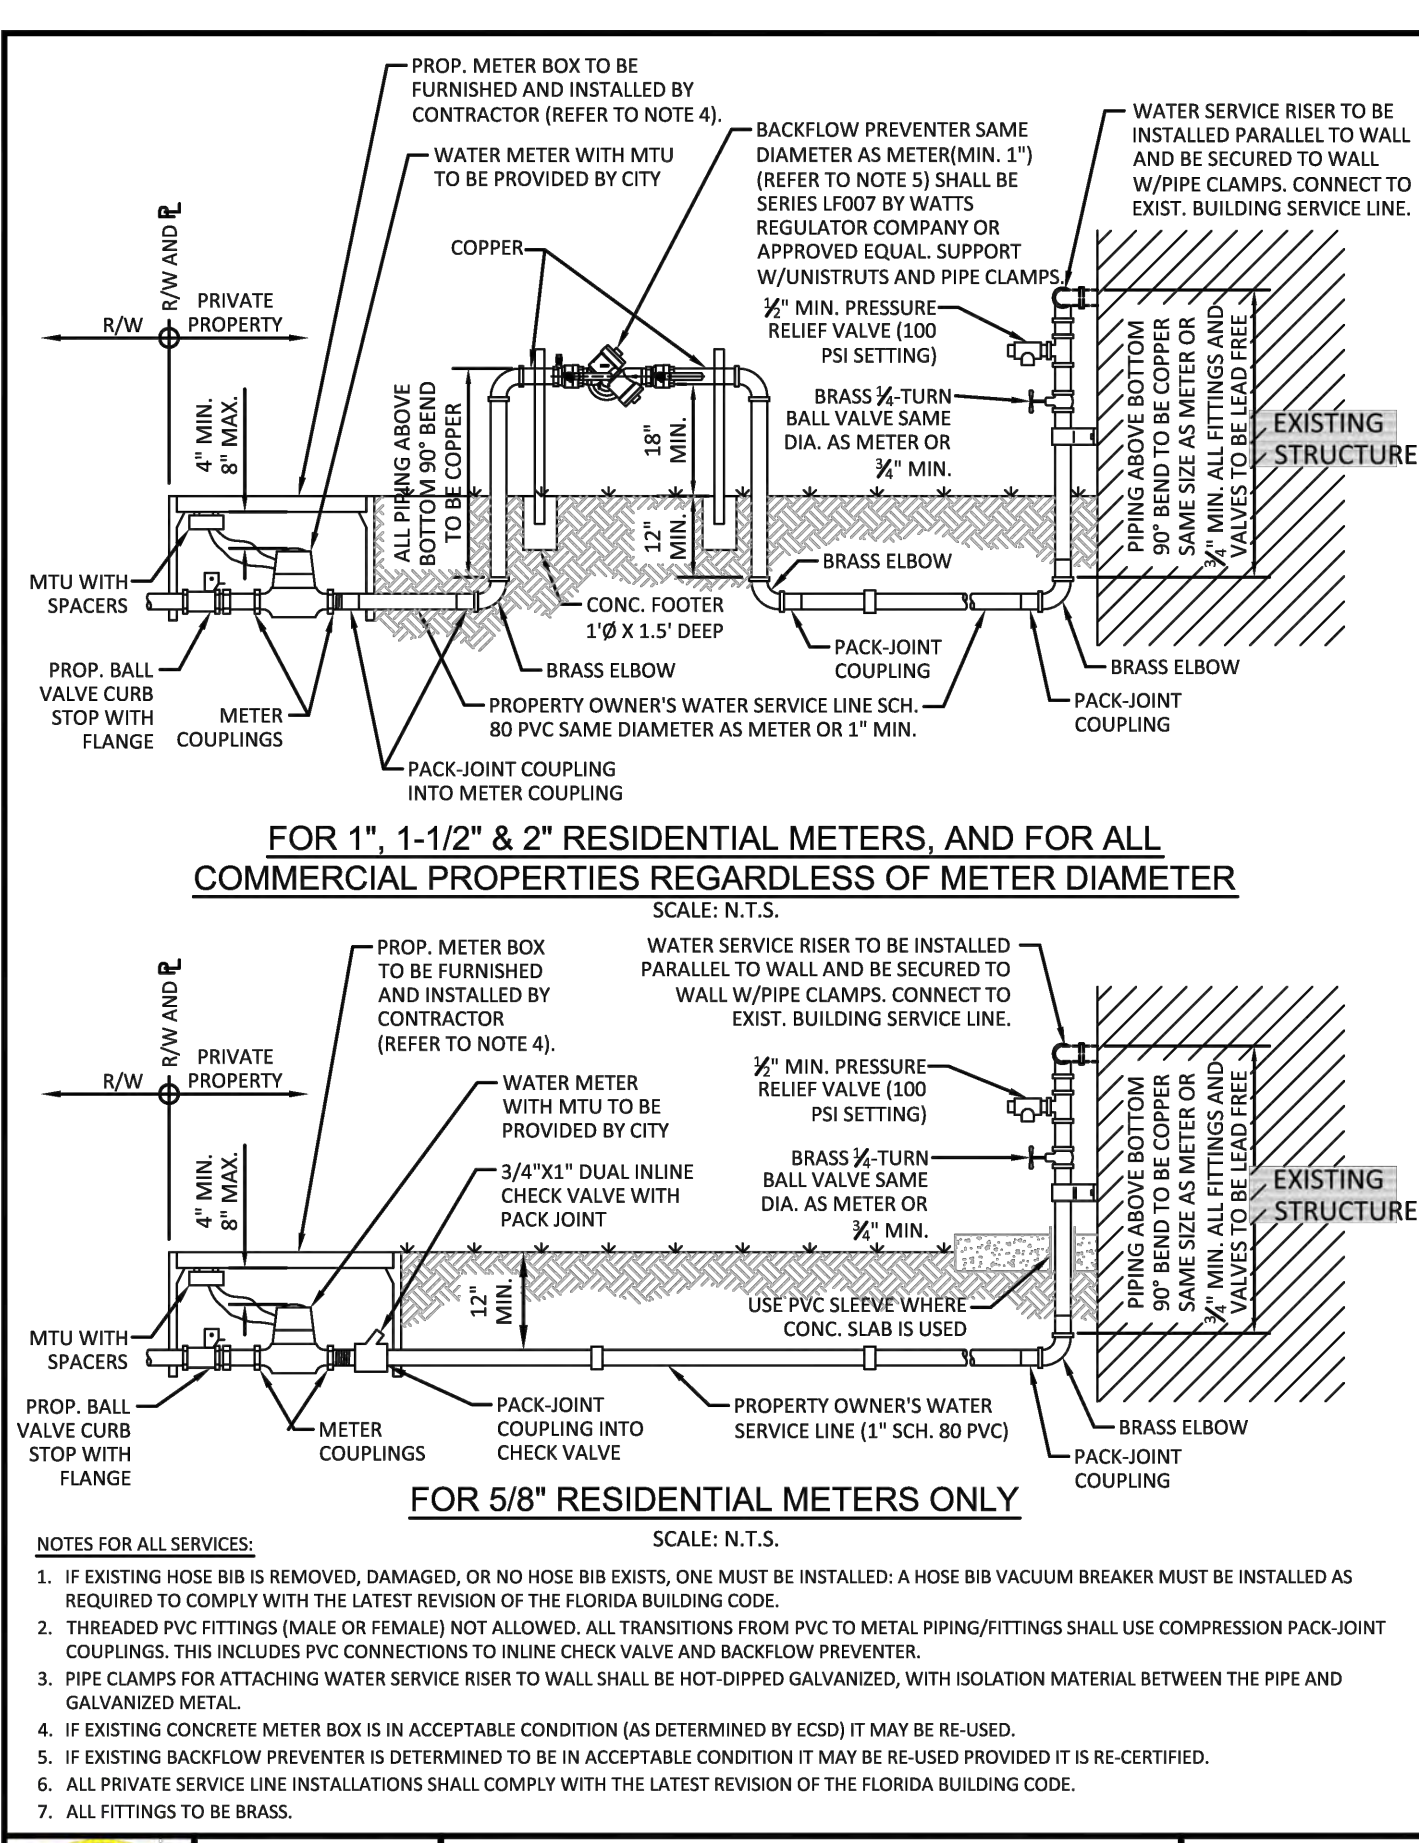 PROP. METER BOX TO BE
FURNISHED AND INSTALLED BY
CONTRACTOR (REFER TO NOTE 4).
WATER METER WITH MTU
TO BE PROVIDED BY CITY
BACKFLOW PREVENTER SAME
DIAMETER AS METER(MIN. 1")
(REFER TO NOTE 5) SHALL BE
SERIES LF007 BY WATTS
REGULATOR COMPANY OR
APPROVED EQUAL. SUPPORT
W/UNISTRUTS AND PIPE CLAMPS.
WATER SERVICE RISER TO BE
INSTALLED PARALLEL TO WALL
AND BE SECURED TO WALL
W/PIPE CLAMPS. CONNECT TO
EXIST. BUILDING SERVICE LINE.
R/W AND PL
COPPER
R/W
PRIVATE
PROPERTY
½" MIN. PRESSURE
RELIEF VALVE (100
PSI SETTING)
BRASS ¼-TURN
BALL VALVE SAME
DIA. AS METER OR
¾" MIN.
4" MIN.
8" MAX.
ALL PIPING ABOVE
BOTTOM 90° BEND
TO BE COPPER
18"
MIN.
12"
MIN.
PIPING ABOVE BOTTOM
90° BEND TO BE COPPER
SAME SIZE AS METER OR
¾" MIN. ALL FITTINGS AND
VALVES TO BE LEAD FREE
EXISTING
STRUCTURE
MTU WITH
SPACERS
BRASS ELBOW
CONC. FOOTER
1'Ø X 1.5' DEEP
PACK-JOINT
COUPLING
PROP. BALL
VALVE CURB
STOP WITH
FLANGE
METER
COUPLINGS
BRASS ELBOW
BRASS ELBOW
PROPERTY OWNER'S WATER SERVICE LINE SCH.
80 PVC SAME DIAMETER AS METER OR 1" MIN.
PACK-JOINT
COUPLING
PACK-JOINT COUPLING
INTO METER COUPLING
FOR 1", 1-1/2" & 2" RESIDENTIAL METERS, AND FOR ALL
COMMERCIAL PROPERTIES REGARDLESS OF METER DIAMETER
SCALE: N.T.S.
PROP. METER BOX
TO BE FURNISHED
AND INSTALLED BY
CONTRACTOR
(REFER TO NOTE 4).
WATER SERVICE RISER TO BE INSTALLED
PARALLEL TO WALL AND BE SECURED TO
WALL W/PIPE CLAMPS. CONNECT TO
EXIST. BUILDING SERVICE LINE.
R/W AND PL
R/W
PRIVATE
PROPERTY
WATER METER
WITH MTU TO BE
PROVIDED BY CITY
½" MIN. PRESSURE
RELIEF VALVE (100
PSI SETTING)
3/4"X1" DUAL INLINE
CHECK VALVE WITH
PACK JOINT
BRASS ¼-TURN
BALL VALVE SAME
DIA. AS METER OR
¾" MIN.
4" MIN.
8" MAX.
12"
MIN.
PIPING ABOVE BOTTOM
90° BEND TO BE COPPER
SAME SIZE AS METER OR
¾" MIN. ALL FITTINGS AND
VALVES TO BE LEAD FREE
EXISTING
STRUCTURE
USE PVC SLEEVE WHERE
CONC. SLAB IS USED
MTU WITH
SPACERS
PROP. BALL
VALVE CURB
STOP WITH
FLANGE
METER
COUPLINGS
PACK-JOINT
COUPLING INTO
CHECK VALVE
PROPERTY OWNER'S WATER
SERVICE LINE (1" SCH. 80 PVC)
BRASS ELBOW
PACK-JOINT
COUPLING
FOR 5/8" RESIDENTIAL METERS ONLY
SCALE: N.T.S.
NOTES FOR ALL SERVICES:
1. IF EXISTING HOSE BIB IS REMOVED, DAMAGED, OR NO HOSE BIB EXISTS, ONE MUST BE INSTALLED: A HOSE BIB VACUUM BREAKER MUST BE INSTALLED AS
REQUIRED TO COMPLY WITH THE LATEST REVISION OF THE FLORIDA BUILDING CODE.
2. THREADED PVC FITTINGS (MALE OR FEMALE) NOT ALLOWED. ALL TRANSITIONS FROM PVC TO METAL PIPING/FITTINGS SHALL USE COMPRESSION PACK-JOINT
COUPLINGS. THIS INCLUDES PVC CONNECTIONS TO INLINE CHECK VALVE AND BACKFLOW PREVENTER.
3. PIPE CLAMPS FOR ATTACHING WATER SERVICE RISER TO WALL SHALL BE HOT-DIPPED GALVANIZED, WITH ISOLATION MATERIAL BETWEEN THE PIPE AND
GALVANIZED METAL.
4. IF EXISTING CONCRETE METER BOX IS IN ACCEPTABLE CONDITION (AS DETERMINED BY ECSD) IT MAY BE RE-USED.
5. IF EXISTING BACKFLOW PREVENTER IS DETERMINED TO BE IN ACCEPTABLE CONDITION IT MAY BE RE-USED PROVIDED IT IS RE-CERTIFIED.
6. ALL PRIVATE SERVICE LINE INSTALLATIONS SHALL COMPLY WITH THE LATEST REVISION OF THE FLORIDA BUILDING CODE.
7. ALL FITTINGS TO BE BRASS.